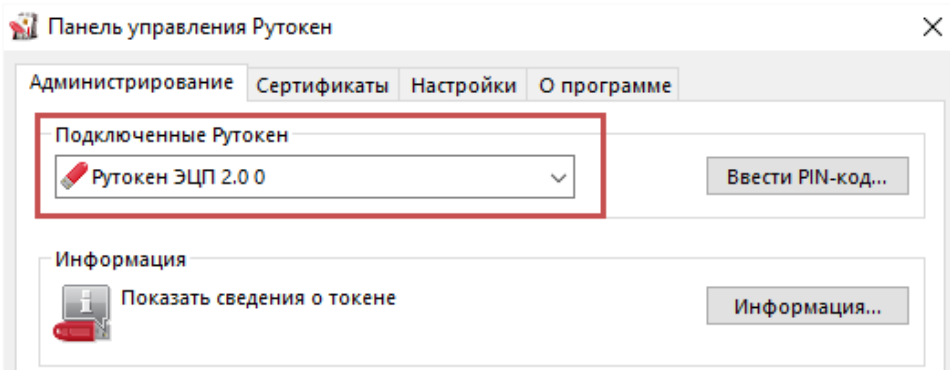 Панель управления Рутокен
Администрирование Сертификаты Настройки О программе
Подключенные Рутокен
Рутокен ЭЦП 2.0 0
Ввести PIN-код...
Информация
Показать сведения о токене
Информация...